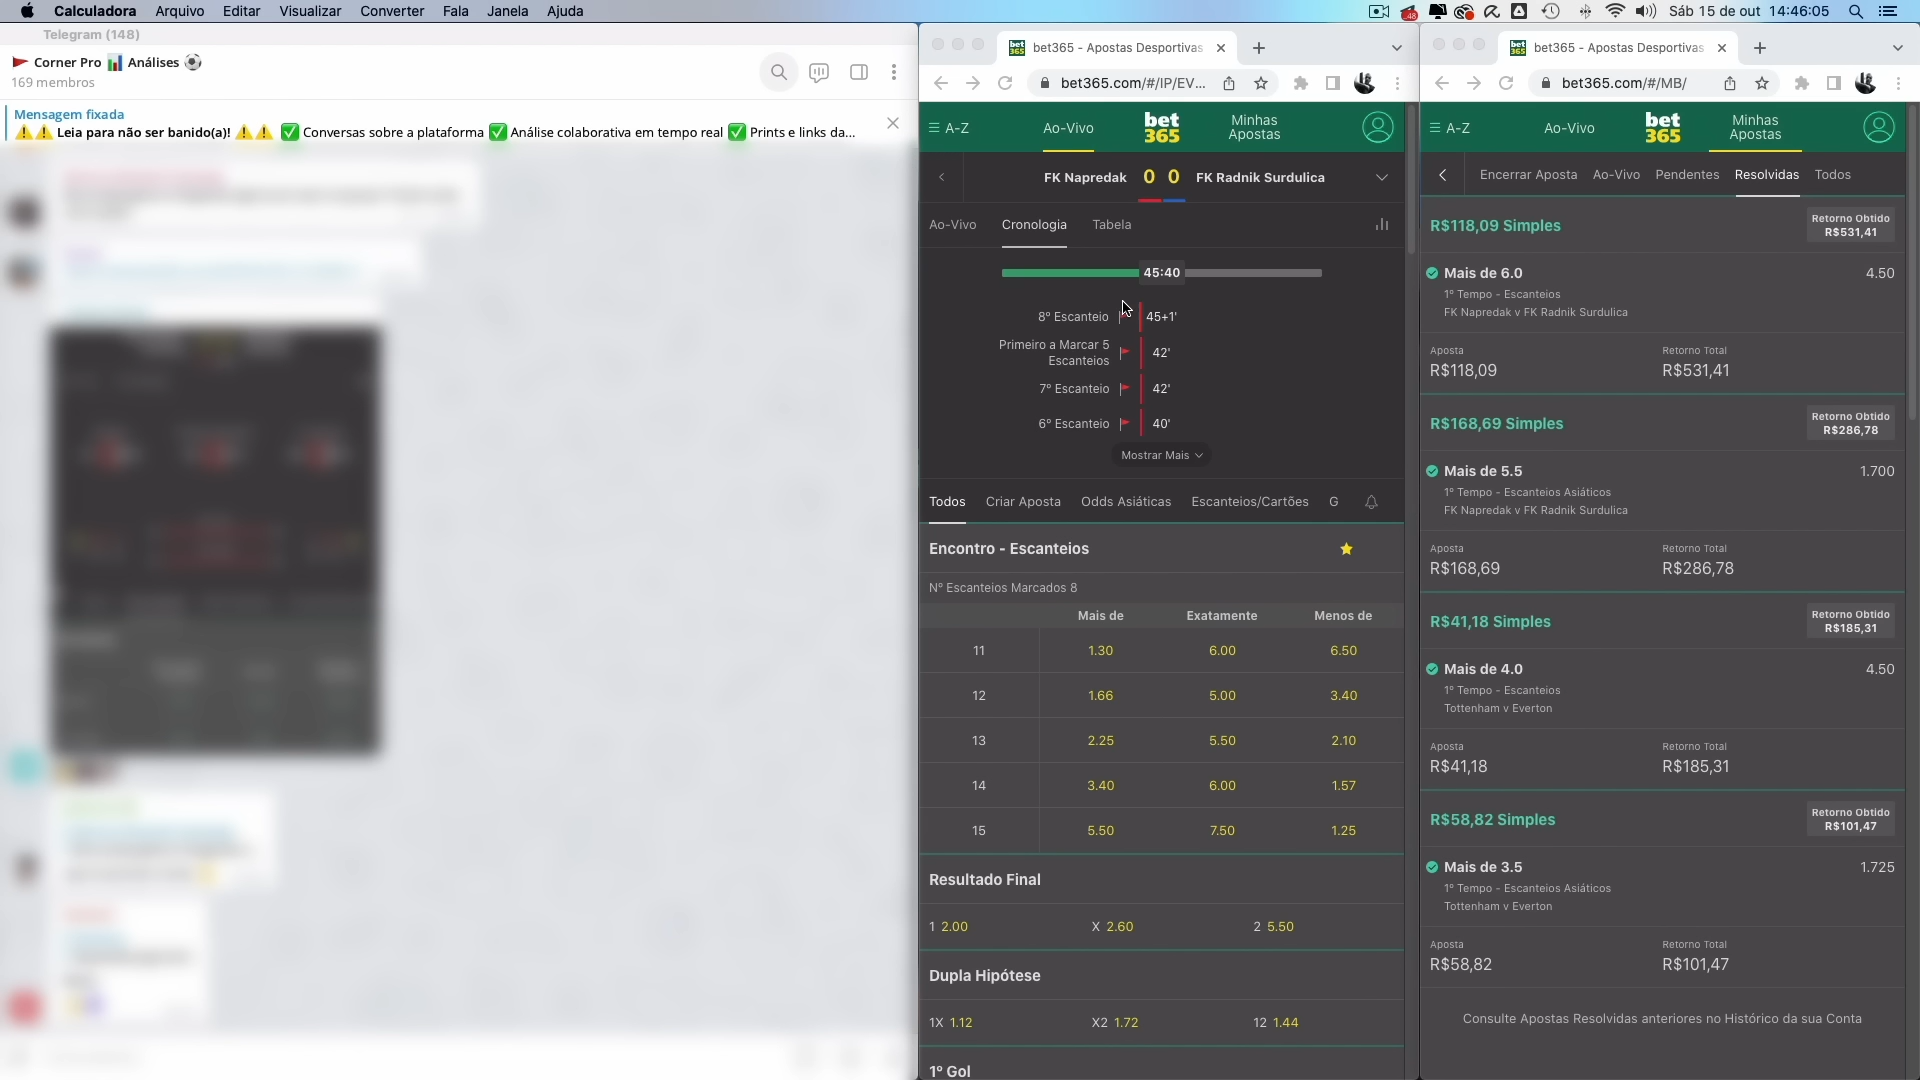 Calculadora Arquivo Editar Visualizar Converter Fala Janela Ajuda
48
Sáb 15 de out 14:46:05
Telegram (148)
Corner Pro 📊 Análises ⚽
169 membros
Mensagem fixada
⚠️⚠️ Leia para não ser banido(a)! ⚠️⚠️ ✅ Conversas sobre a plataforma ✅ Análise colaborativa em tempo real ✅ Prints e links da...
bet365 - Apostas Desportivas
bet365.com/#/IP/EV...
A-Z
Ao-Vivo
bet365
Minhas Apostas
FK Napredak 0 0 FK Radnik Surdulica
Ao-Vivo Cronologia Tabela
45:40
8º Escanteio 45+1'
Primeiro a Marcar 5
Escanteios 42'
7º Escanteio 42'
6º Escanteio 40'
Mostrar Mais
Todos Criar Aposta Odds Asiáticas Escanteios/Cartões G
Encontro - Escanteios
Nº Escanteios Marcados 8
Mais de Exatamente Menos de
11 1.30 6.00 6.50
12 1.66 5.00 3.40
13 2.25 5.50 2.10
14 3.40 6.00 1.57
15 5.50 7.50 1.25
Resultado Final
1 2.00 X 2.60 2 5.50
Dupla Hipótese
1X 1.12 X2 1.72 12 1.44
1º Gol
bet365 - Apostas Desportivas
bet365.com/#/MB/
A-Z
Ao-Vivo
bet365
Minhas Apostas
Encerrar Aposta Ao-Vivo Pendentes Resolvidas Todos
R$118,09 Simples
Retorno Obtido
R$531,41
Mais de 6.0 4.50
1º Tempo - Escanteios
FK Napredak v FK Radnik Surdulica
Aposta Retorno Total
R$118,09 R$531,41
R$168,69 Simples
Retorno Obtido
R$286,78
Mais de 5.5 1.700
1º Tempo - Escanteios Asiáticos
FK Napredak v FK Radnik Surdulica
Aposta Retorno Total
R$168,69 R$286,78
R$41,18 Simples
Retorno Obtido
R$185,31
Mais de 4.0 4.50
1º Tempo - Escanteios
Tottenham v Everton
Aposta Retorno Total
R$41,18 R$185,31
R$58,82 Simples
Retorno Obtido
R$101,47
Mais de 3.5 1.725
1º Tempo - Escanteios Asiáticos
Tottenham v Everton
Aposta Retorno Total
R$58,82 R$101,47
Consulte Apostas Resolvidas anteriores no Histórico da sua Conta